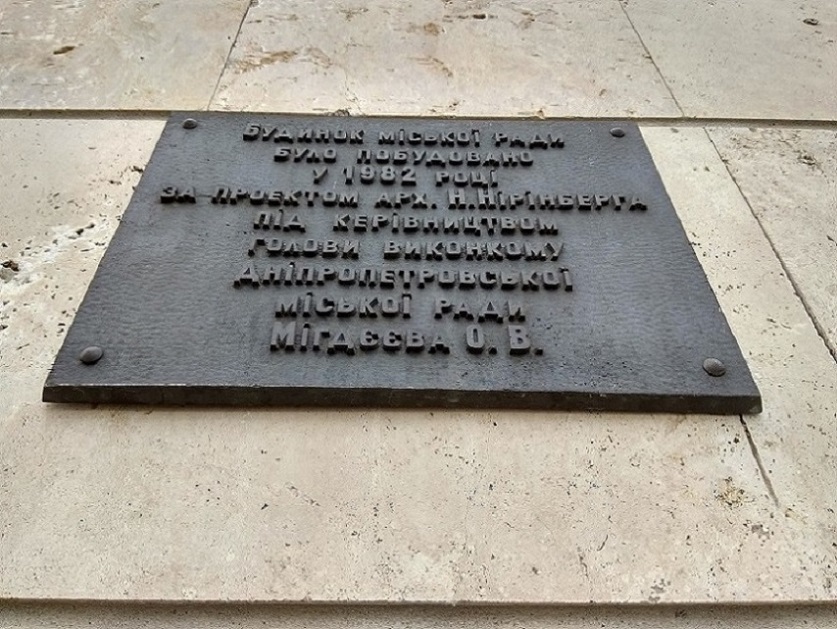 БУДИНОК МІСЬКОЇ РАДИ
БУЛО ПОБУДОВАНО
У 1982 РОЦІ
ЗА ПРОЕКТОМ АРХ. Н.НІРІНБЕРГА
ПІД КЕРІВНИЦТВОМ
ГОЛОВИ ВИКОНКОМУ
ДНІПРОПЕТРОВСЬКОЇ
МІСЬКОЇ РАДИ
МІГДЄЄВА О.В.